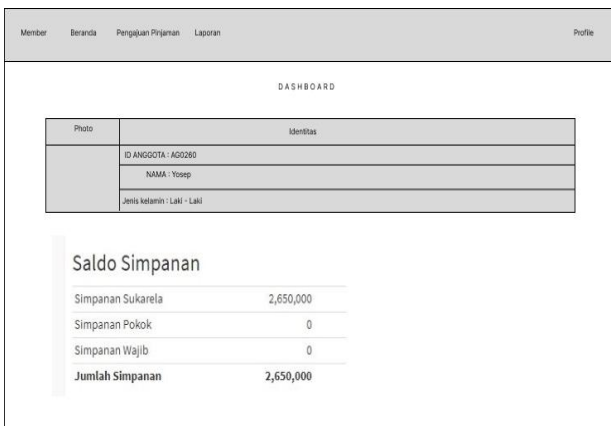 Member Beranda Pengajuan Pinjaman Laporan Profile
DASHBOARD
Photo Identitas
ID ANGGOTA : AG0260
NAMA : Yosep
Jenis kelamin : Laki - Laki
Saldo Simpanan
Simpanan Sukarela 2,650,000
Simpanan Pokok 0
Simpanan Wajib 0
Jumlah Simpanan 2,650,000